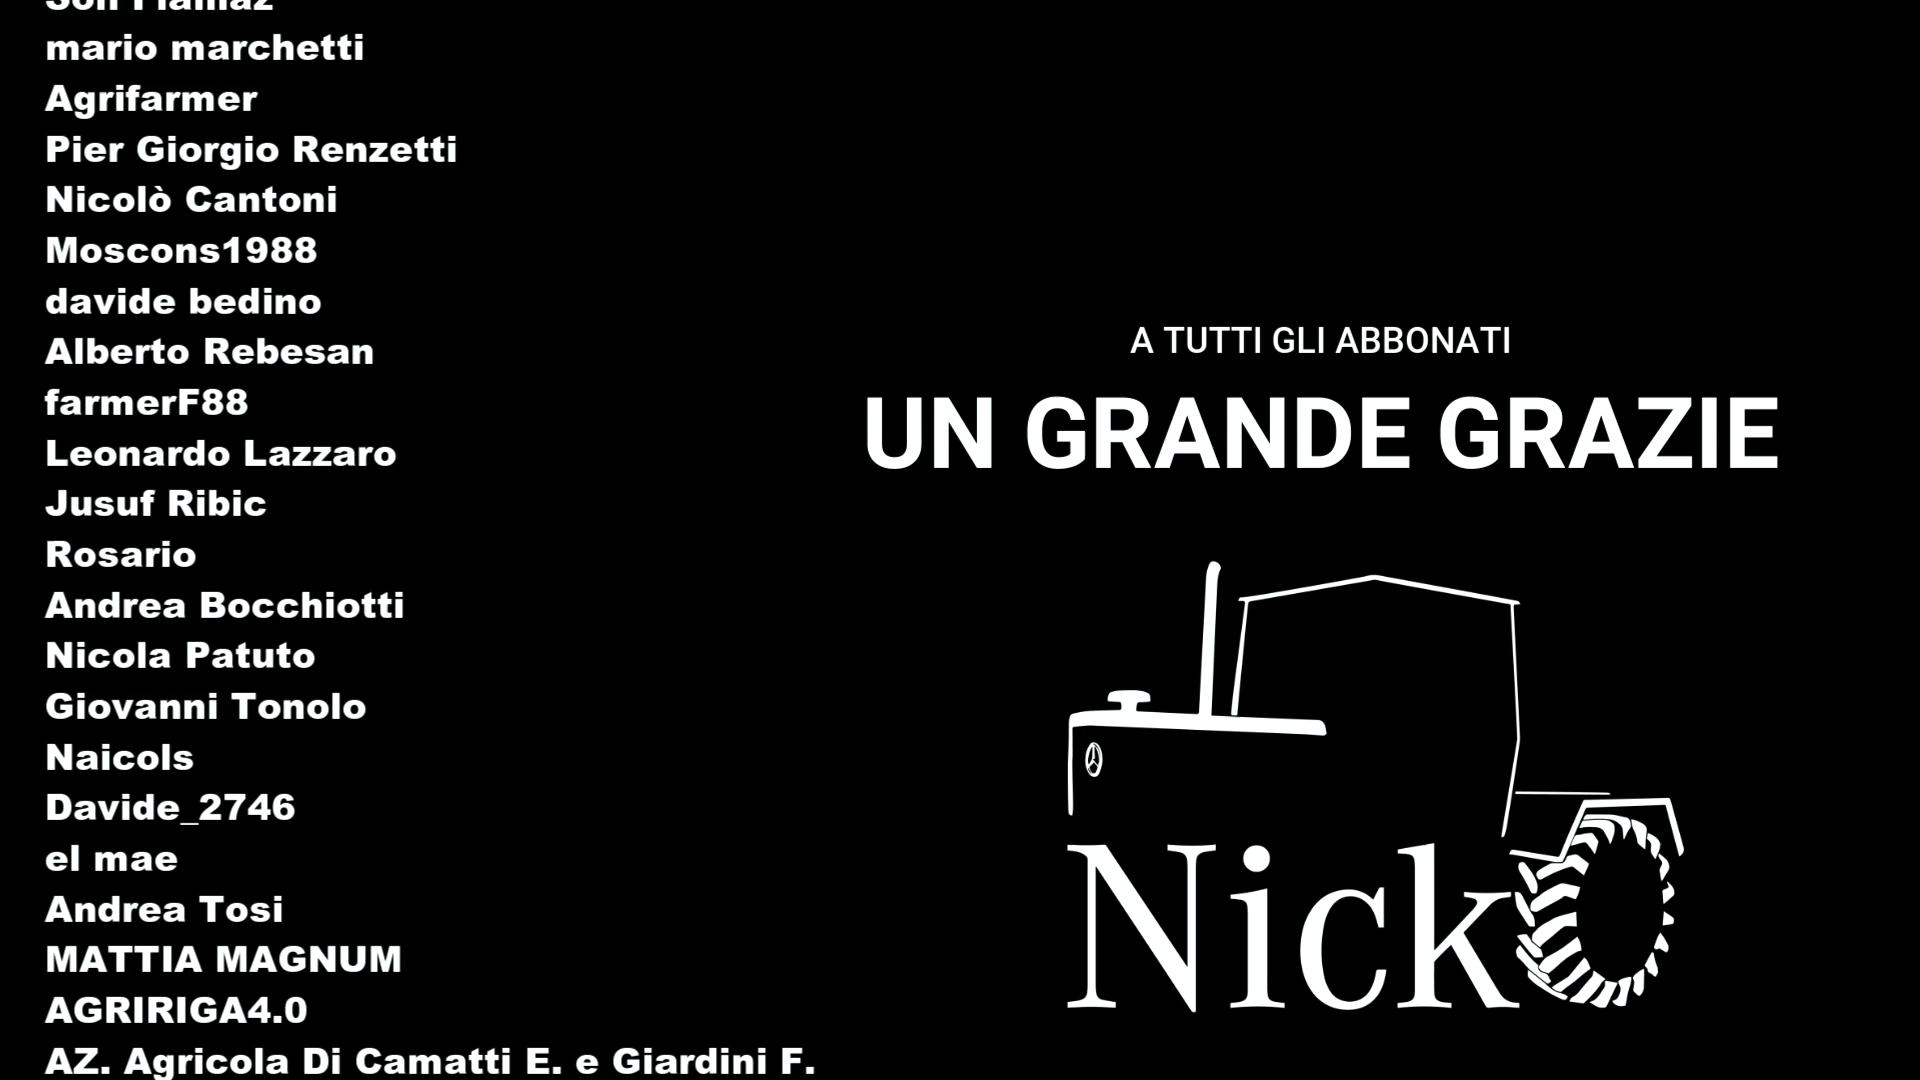 mario marchetti
Agrifarmer
Pier Giorgio Renzetti
Nicolò Cantoni
Moscons1988
davide bedino
Alberto Rebesan
farmerF88
Leonardo Lazzaro
Jusuf Ribic
Rosario
Andrea Bocchiotti
Nicola Patuto
Giovanni Tonolo
Naicols
Davide_2746
el mae
Andrea Tosi
MATTIA MAGNUM
AGRIRIGA4.0
AZ. Agricola Di Camatti E. e Giardini F.
A TUTTI GLI ABBONATI
UN GRANDE GRAZIE
Nicko